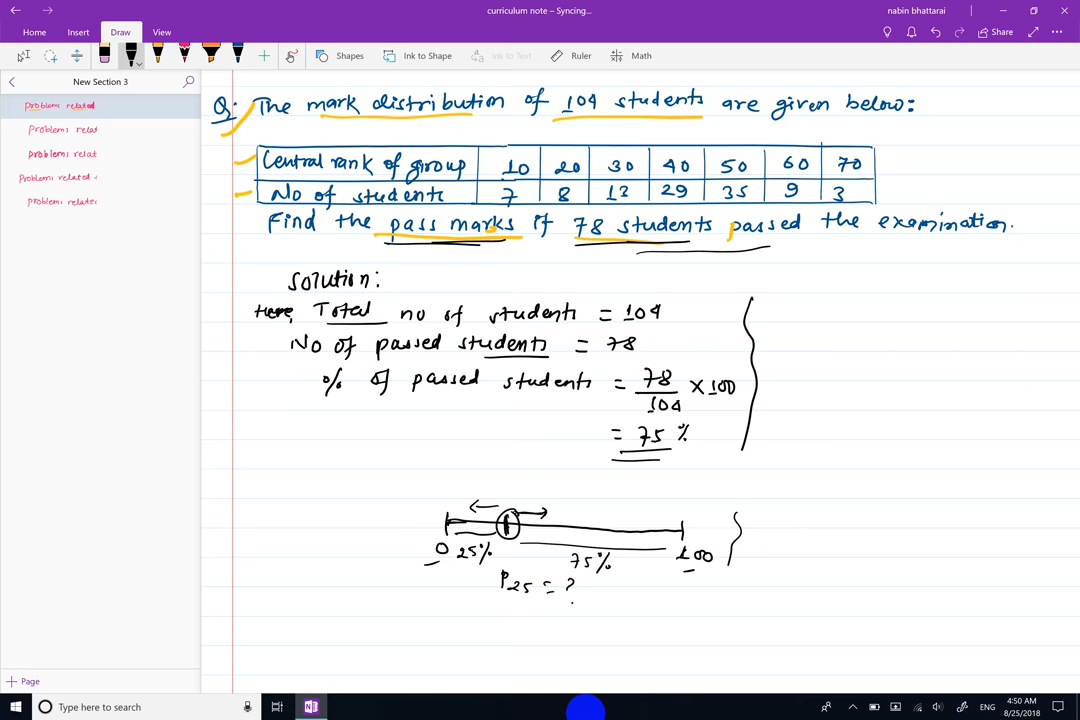 curriculum note – Syncing...
nabin bhattarai
Home Insert Draw View
Share
Shapes Ink to Shape Ink to Text Ruler Math
New Section 3
Problems related
Problems relat
Problems relat
Problems related
problems related
Q: The mark distribution of 104 students are given below:
Central rank of group 10 20 30 40 50 60 70
No of students 7 8 13 29 35 9 3
Find the pass marks if 78 students passed the examination.
Solution:
Here, Total no of students = 104
No of passed students = 78
% of passed students = 78/104 × 100
= 75 %
0 25% 75% 100
P25 = ?
+ Page
Type here to search
ENG
4:50 AM
8/25/2018